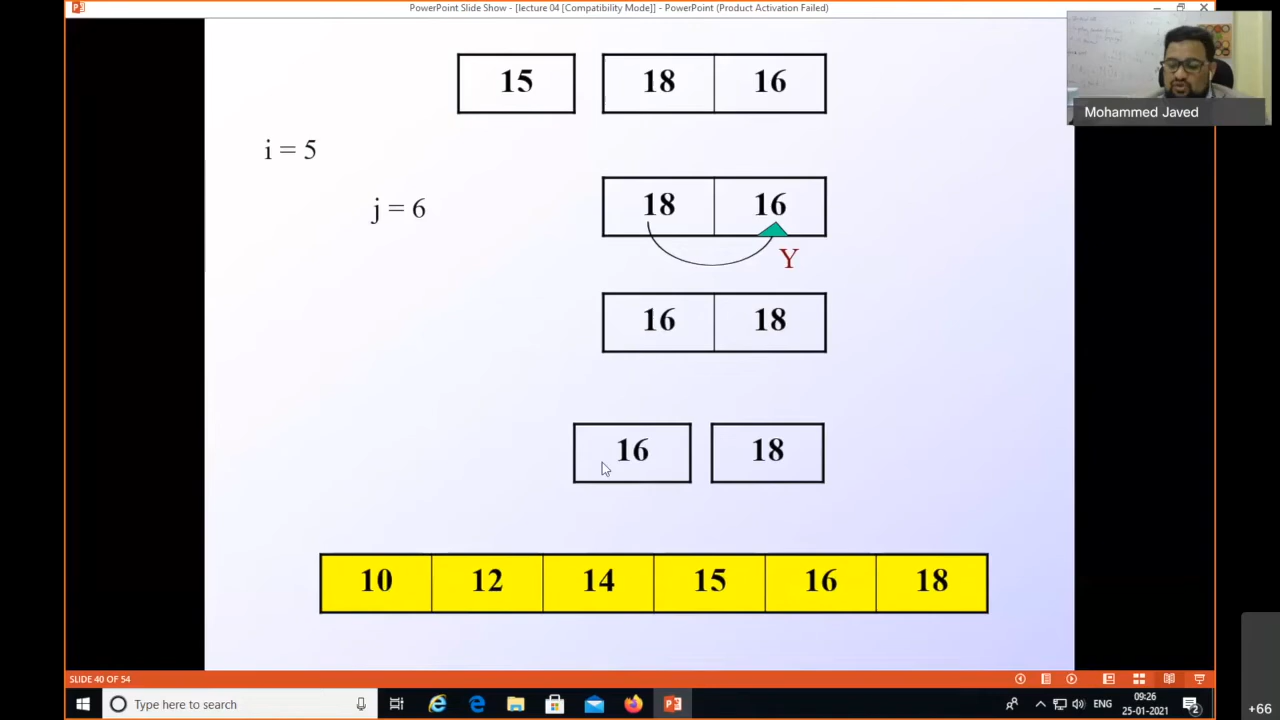 PowerPoint Slide Show - [lecture 04 [Compatibility Mode]] - PowerPoint (Product Activation Failed)
15 18 16
Mohammed Javed
i = 5
j = 6
18 16
Y
16 18
16 18
10 12 14 15 16 18
SLIDE 40 OF 54
Type here to search
ENG
09:26
25-01-2021
2
+66